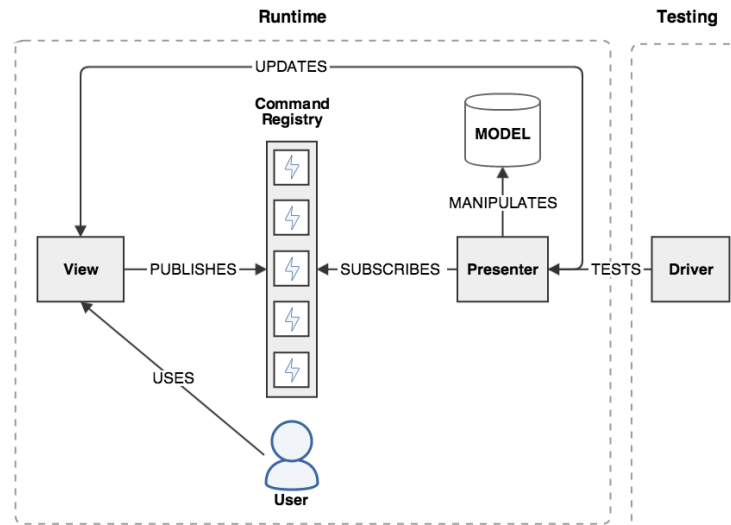 Runtime
Testing
UPDATES
Command
Registry
MODEL
MANIPULATES
View
PUBLISHES
SUBSCRIBES
Presenter
TESTS
Driver
USES
User